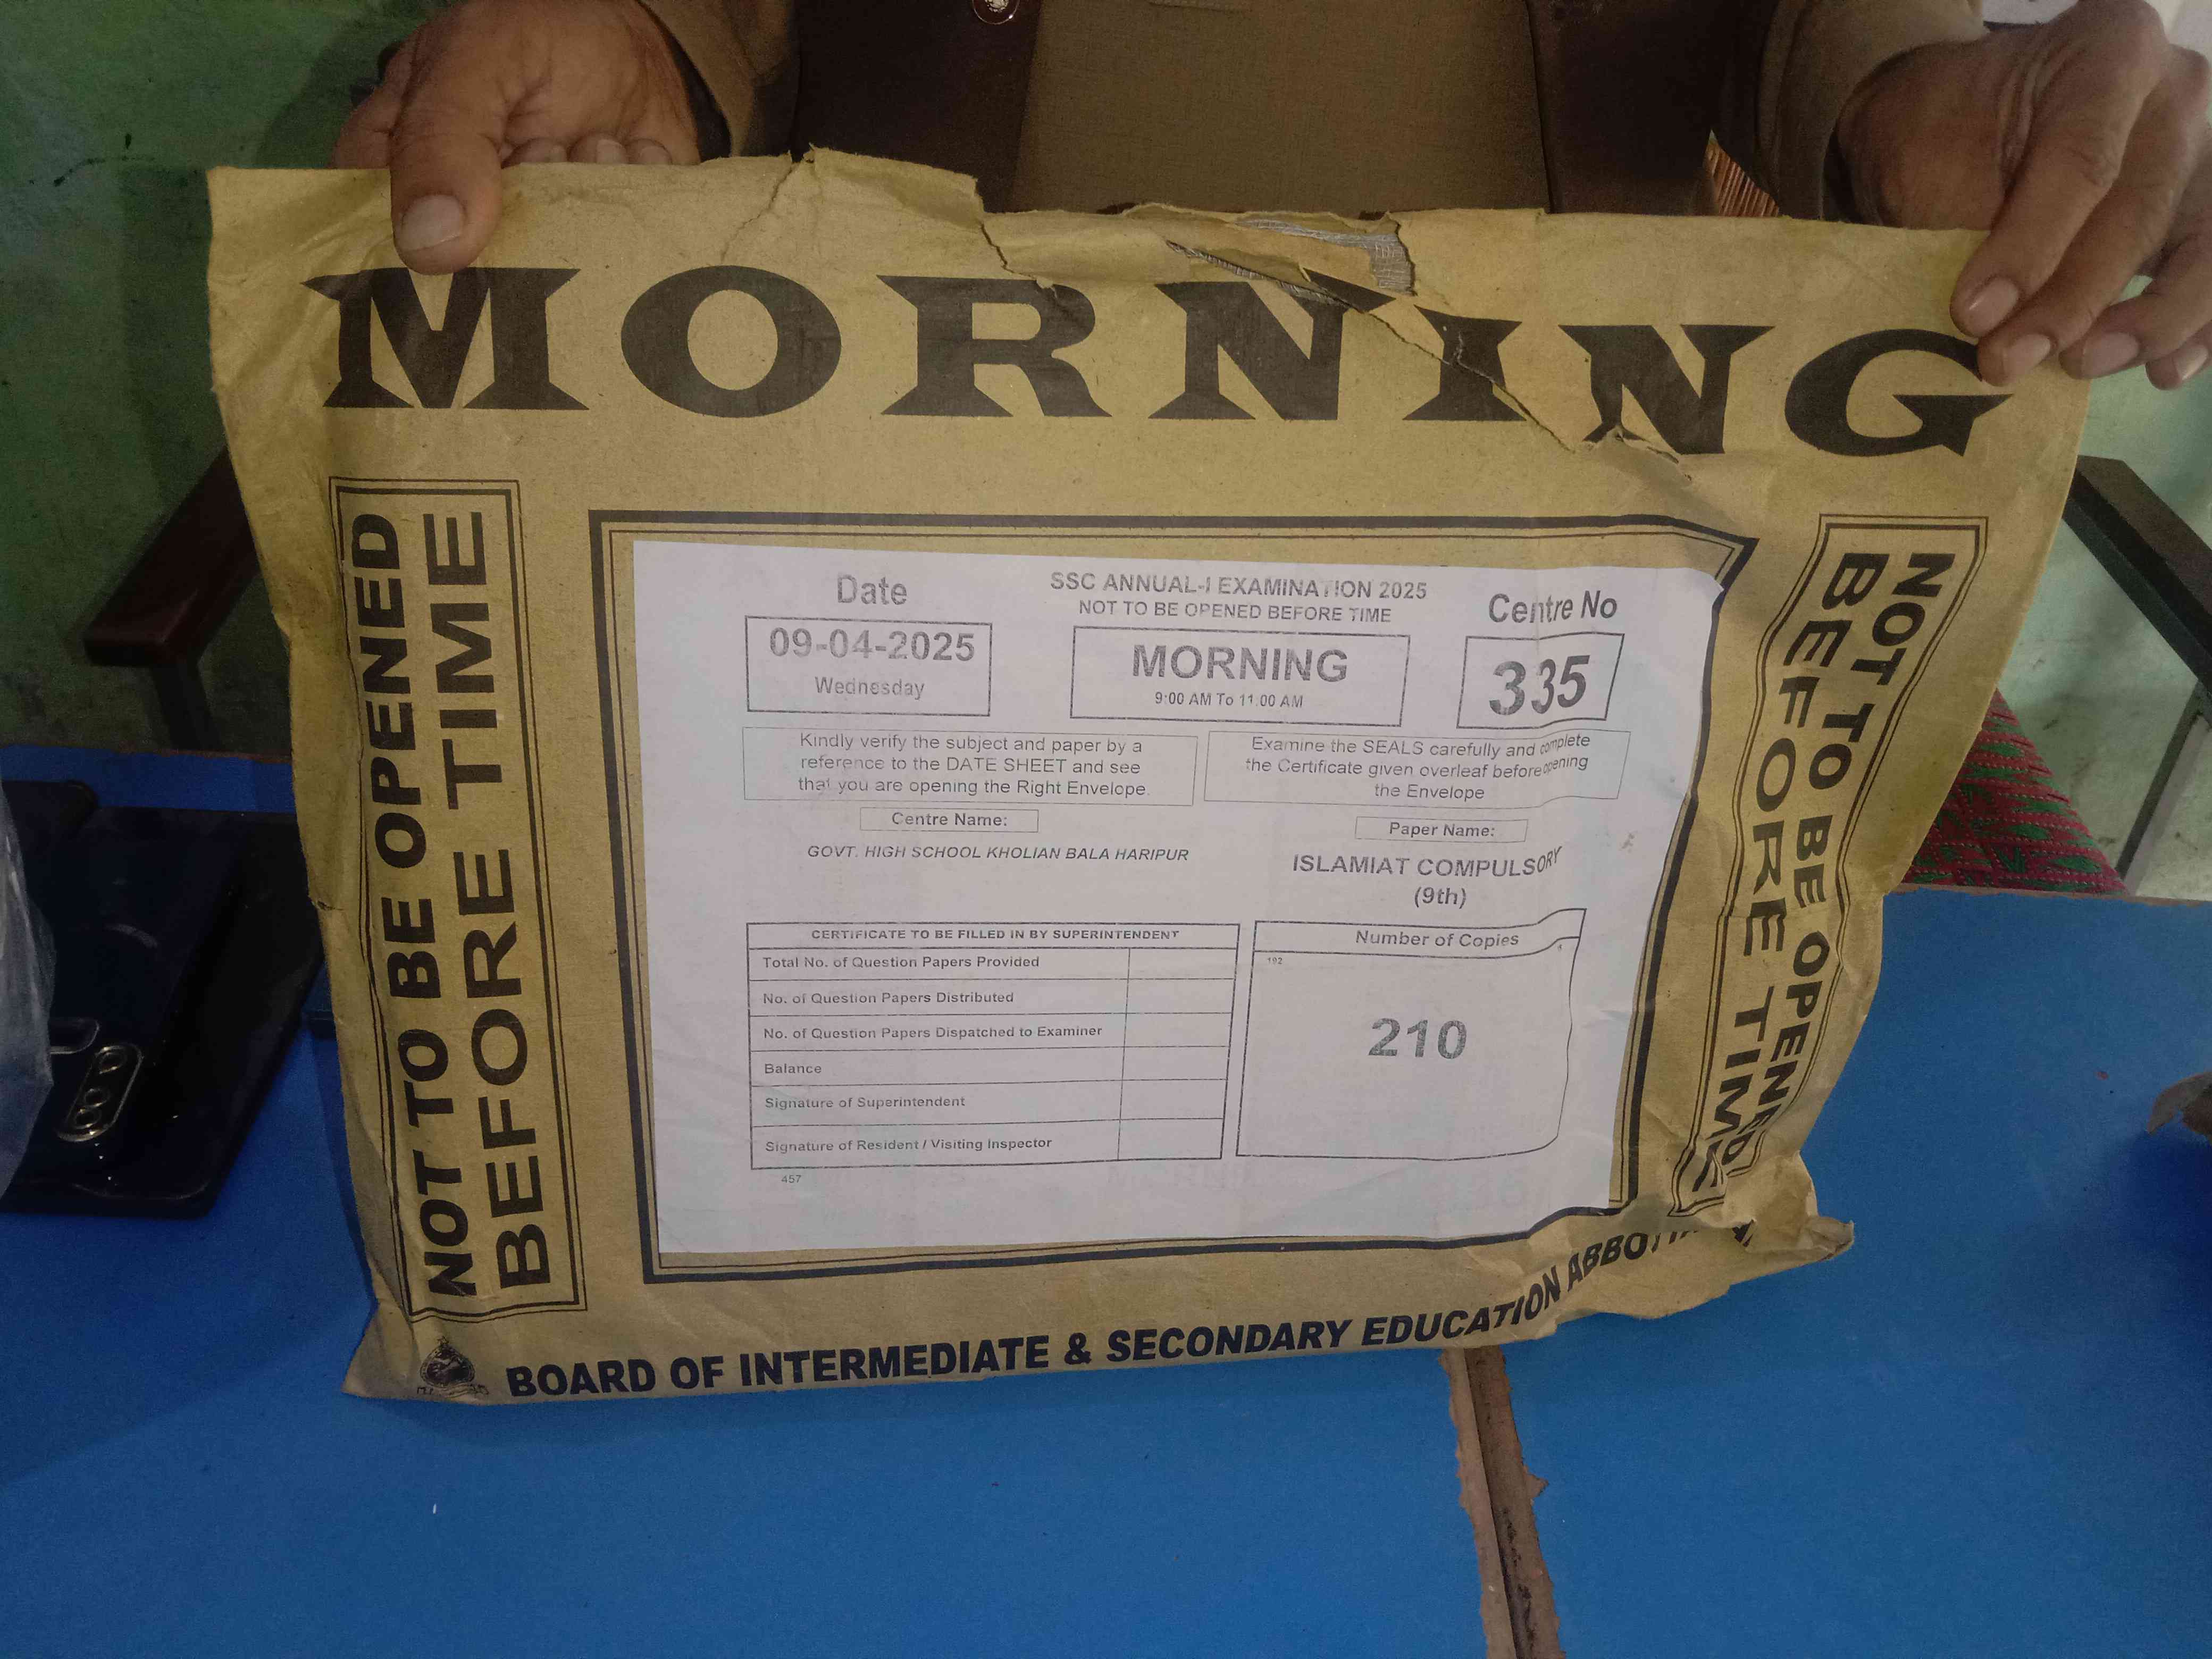 MORNING
NOT TO BE OPENED
BEFORE TIME
Date
09-04-2025
Wednesday
SSC ANNUAL-I EXAMINATION 2025
NOT TO BE OPENED BEFORE TIME
MORNING
9:00 AM To 11:00 AM
Centre No
335
Kindly verify the subject and paper by a
reference to the DATE SHEET and see
that you are opening the Right Envelope.
Examine the SEALS carefully and complete
the Certificate given overleaf before opening
the Envelope
Centre Name:
GOVT. HIGH SCHOOL KHOLIAN BALA HARIPUR
Paper Name:
ISLAMIAT COMPULSORY
(9th)
CERTIFICATE TO BE FILLED IN BY SUPERINTENDENT
Total No. of Question Papers Provided
No. of Question Papers Distributed
No. of Question Papers Dispatched to Examiner
Balance
Signature of Superintendent
Signature of Resident / Visiting Inspector
457
Number of Copies
192
210
NOT TO BE OPENED
BEFORE TIME
BOARD OF INTERMEDIATE & SECONDARY EDUCATION